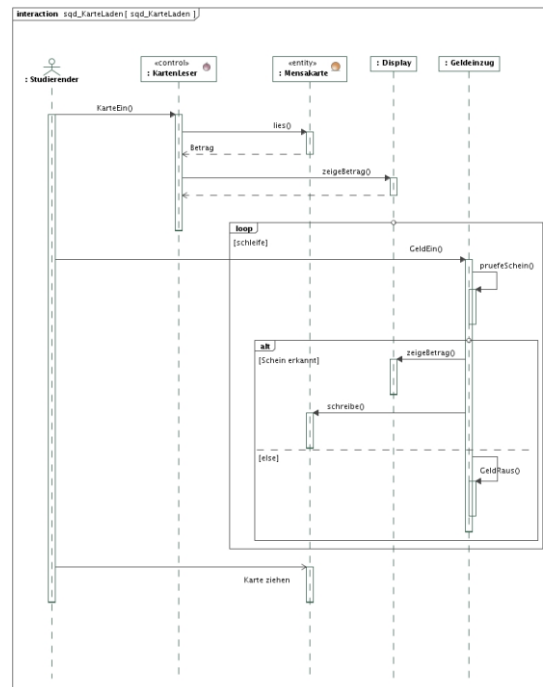 interaction sqd_KarteLaden [ sqd_KarteLaden ]
: Studierender
«control»
: KartenLeser
«entity»
: Mensakarte
: Display
: Geldeinzug
KarteEin()
lies()
Betrag
zeigeBetrag()
loop
[schleife]
GeldEin()
pruefeSchein()
alt
[Schein erkannt]
zeigeBetrag()
schreibe()
[else]
GeldRaus()
Karte ziehen